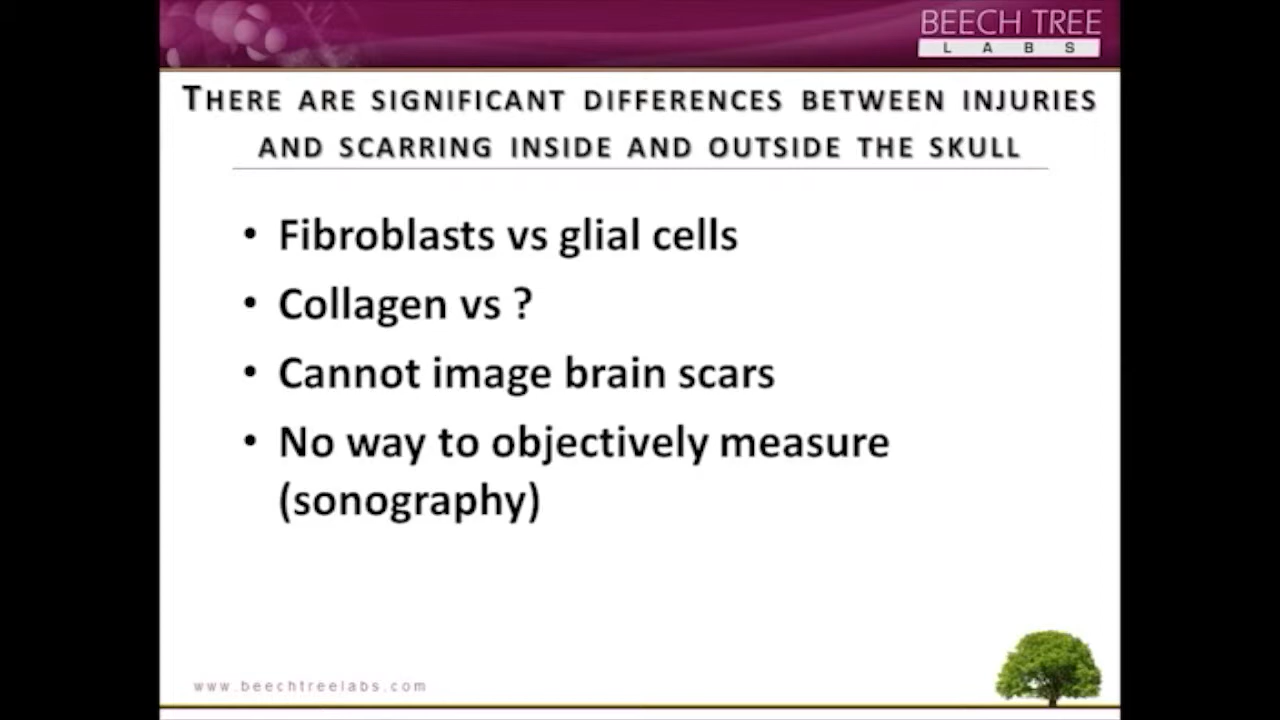 BEECH TREE
LABS
THERE ARE SIGNIFICANT DIFFERENCES BETWEEN INJURIES
AND SCARRING INSIDE AND OUTSIDE THE SKULL
• Fibroblasts vs glial cells
• Collagen vs ?
• Cannot image brain scars
• No way to objectively measure
(sonography)
www.beechtreelabs.com